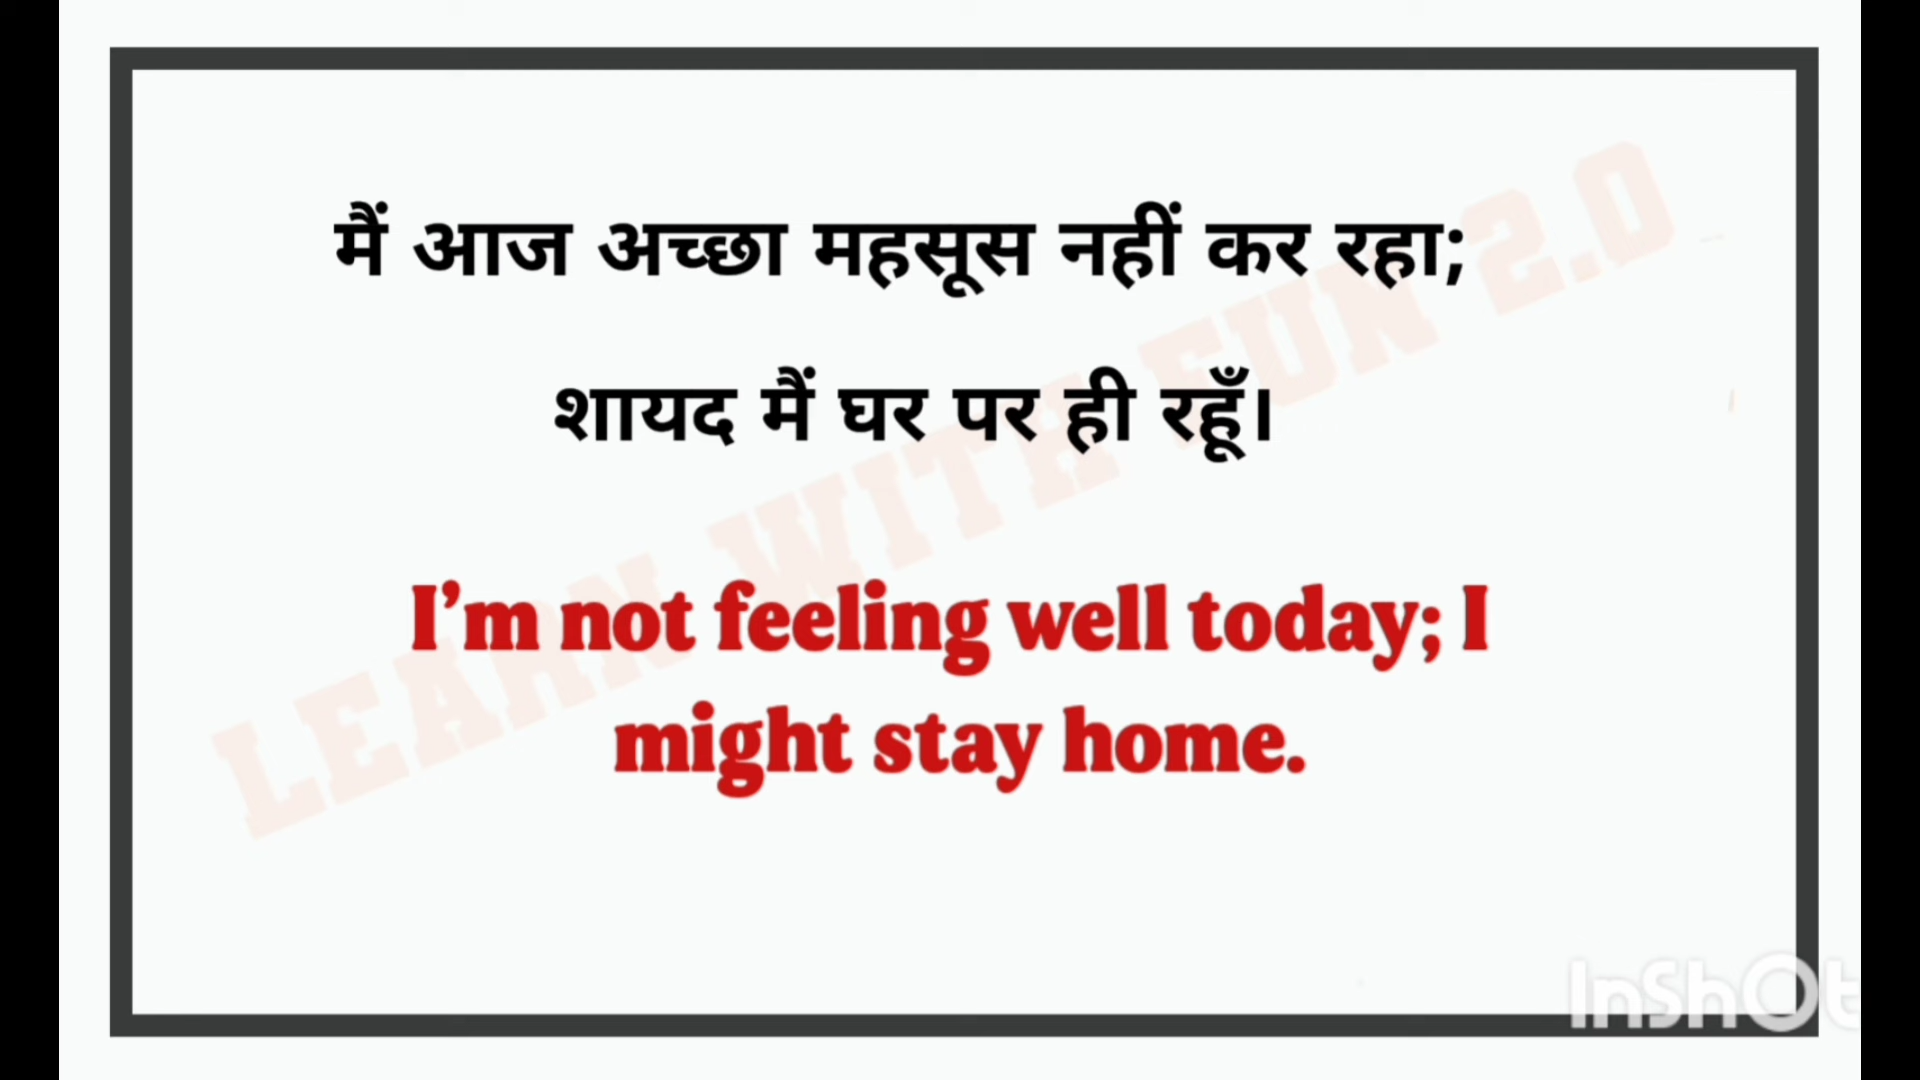 मैं आज अच्छा महसूस नहीं कर रहा;
शायद मैं घर पर ही रहूँ।
I’m not feeling well today; I
might stay home.
LEARN WITH FUN 2.0
InShOt